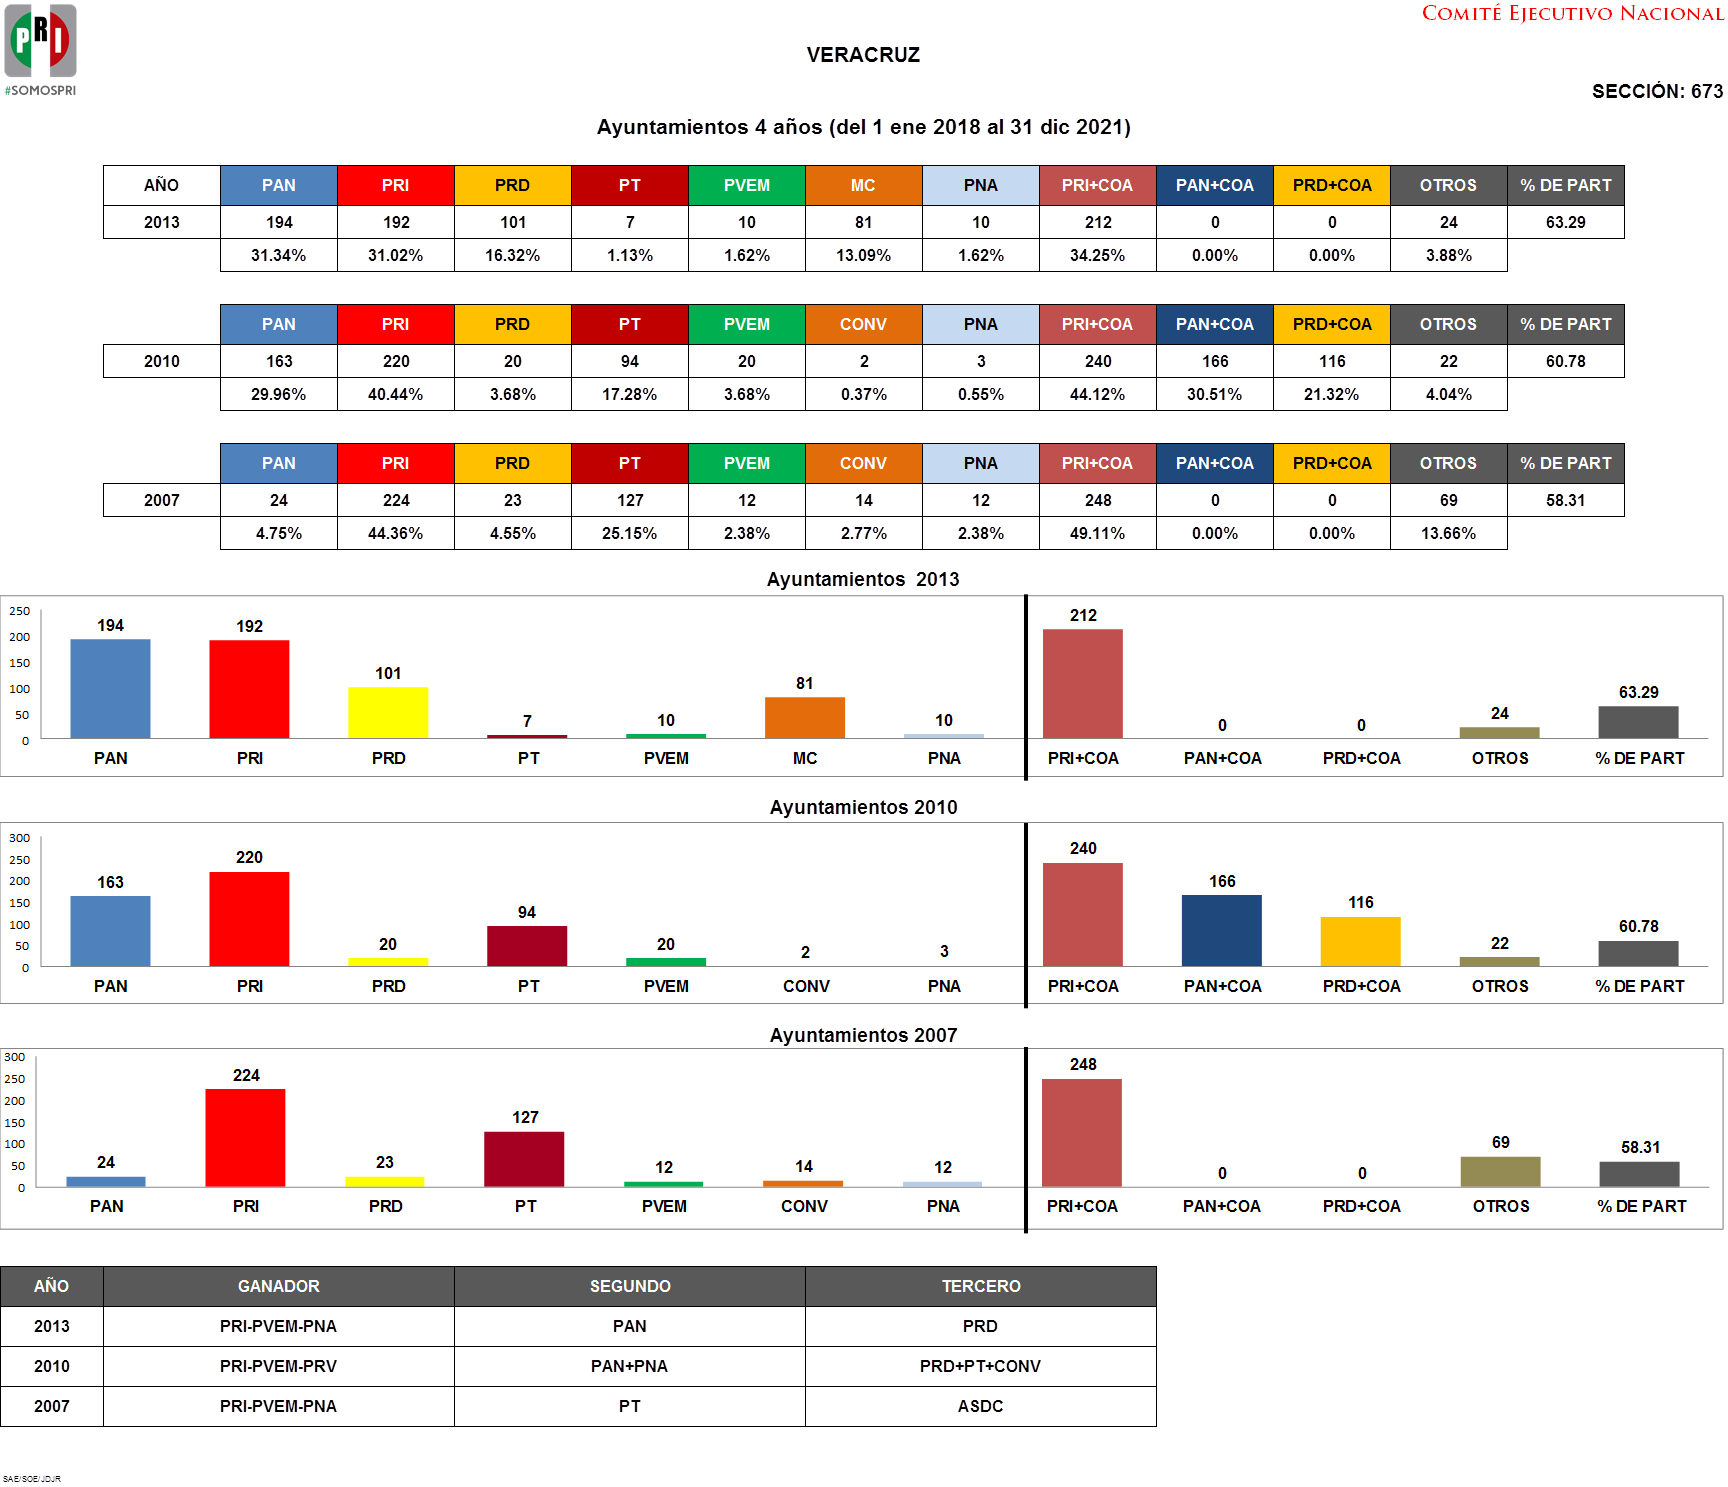 PRI
#SOMOSPRI
COMITÉ EJECUTIVO NACIONAL
VERACRUZ
SECCIÓN: 673
Ayuntamientos 4 años (del 1 ene 2018 al 31 dic 2021)
AÑO PAN PRI PRD PT PVEM MC PNA PRI+COA PAN+COA PRD+COA OTROS % DE PART
2013 194 192 101 7 10 81 10 212 0 0 24 63.29
31.34% 31.02% 16.32% 1.13% 1.62% 13.09% 1.62% 34.25% 0.00% 0.00% 3.88%
PAN PRI PRD PT PVEM CONV PNA PRI+COA PAN+COA PRD+COA OTROS % DE PART
2010 163 220 20 94 20 2 3 240 166 116 22 60.78
29.96% 40.44% 3.68% 17.28% 3.68% 0.37% 0.55% 44.12% 30.51% 21.32% 4.04%
PAN PRI PRD PT PVEM CONV PNA PRI+COA PAN+COA PRD+COA OTROS % DE PART
2007 24 224 23 127 12 14 12 248 0 0 69 58.31
4.75% 44.36% 4.55% 25.15% 2.38% 2.77% 2.38% 49.11% 0.00% 0.00% 13.66%
Ayuntamientos 2013
250
200
150
100
50
0
194 192 101 7 10 81 10 212 0 0 24 63.29
PAN PRI PRD PT PVEM MC PNA PRI+COA PAN+COA PRD+COA OTROS % DE PART
Ayuntamientos 2010
300
250
200
150
100
50
0
163 220 20 94 20 2 3 240 166 116 22 60.78
PAN PRI PRD PT PVEM CONV PNA PRI+COA PAN+COA PRD+COA OTROS % DE PART
Ayuntamientos 2007
300
250
200
150
100
50
0
24 224 23 127 12 14 12 248 0 0 69 58.31
PAN PRI PRD PT PVEM CONV PNA PRI+COA PAN+COA PRD+COA OTROS % DE PART
AÑO GANADOR SEGUNDO TERCERO
2013 PRI-PVEM-PNA PAN PRD
2010 PRI-PVEM-PRV PAN+PNA PRD+PT+CONV
2007 PRI-PVEM-PNA PT ASDC
SAE/SOE/JDJR